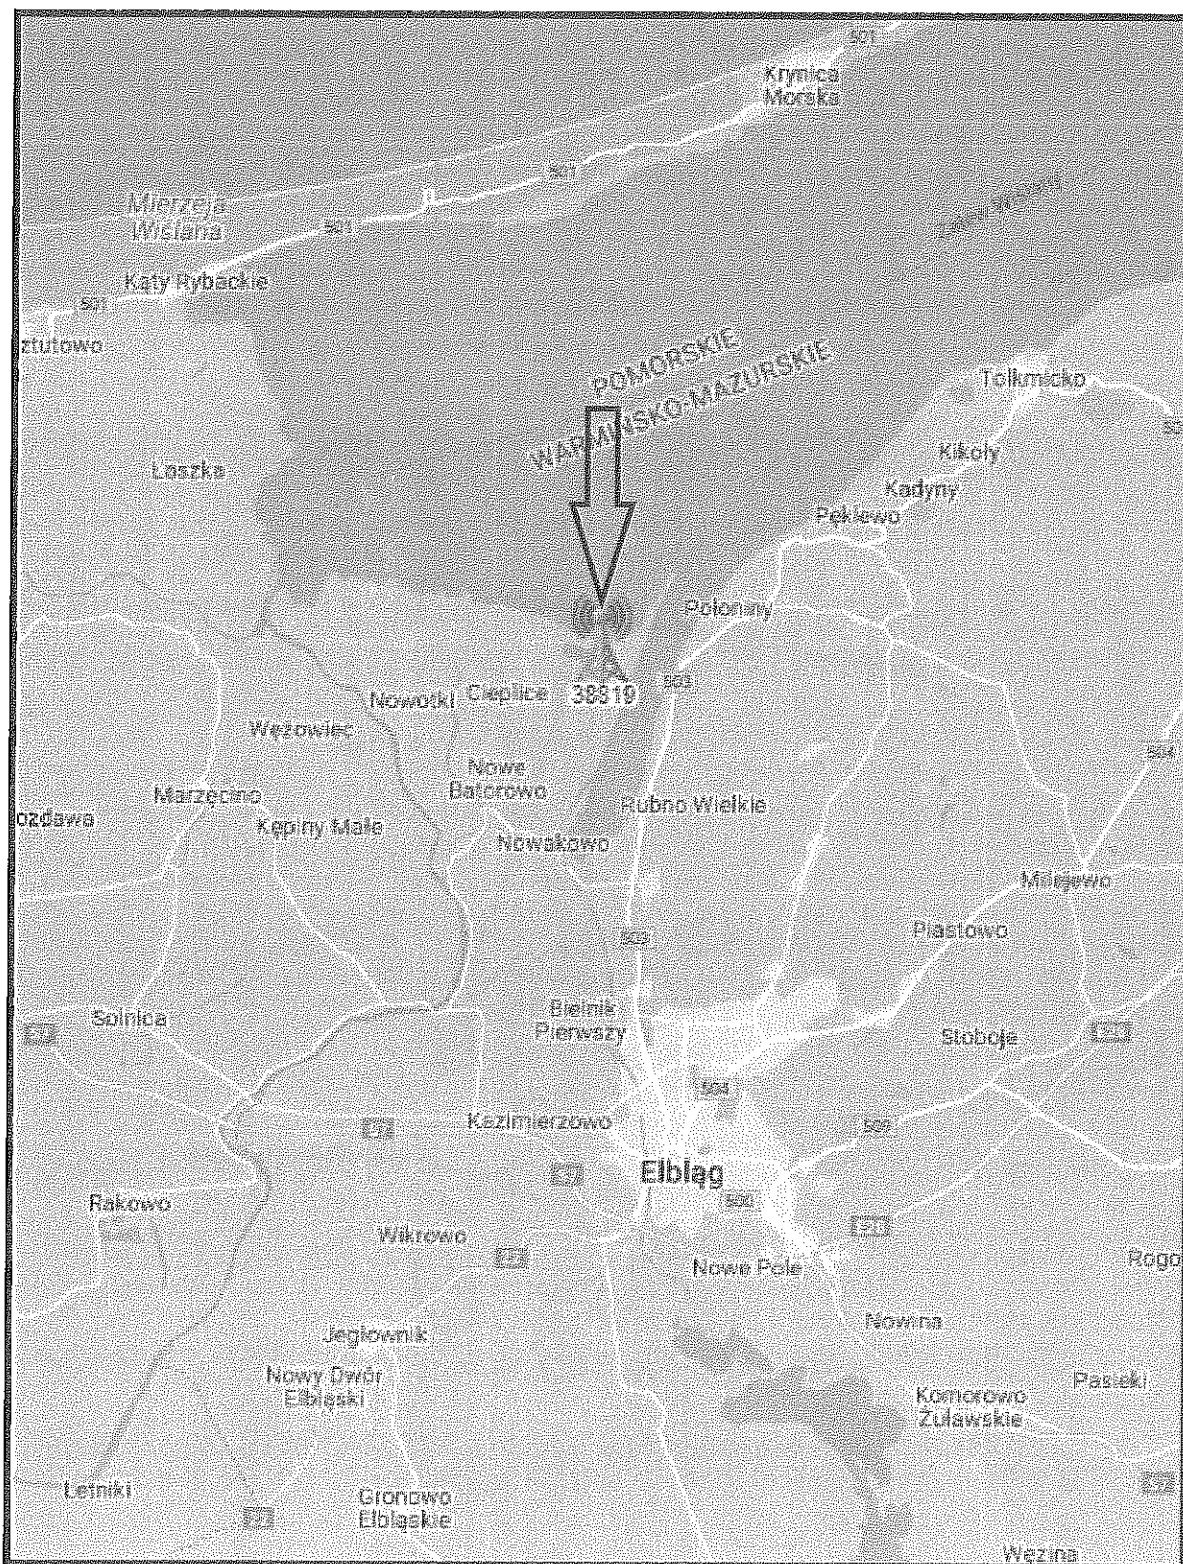 501
Krynica
Morska
501
Mierzeja
Wiślana
501
Kąty Rybackie
501
ztutowo
POMORSKIE
WARMIŃSKO-MAZURSKIE
Tolkmicko
Łaszka
Kikoły
Kadyny
Pękiewo
Połoniny
Nowotki
Cieplice
38819
503
Wężowiec
504
Nowe
Batorowo
Marzęcino
Rubno Wielkie
ozdawa
Kępiny Małe
Nowakowo
Milejewo
Piastowo
503
Solnica
Bielnik
Pierwszy
Stoboje
504
Kazimierzowo
509
Elbląg
Rakowo
500
Wikrowo
Nowe Pole
Rogo
Nowina
Jegłownik
Nowy Dwór
Elbląski
Pasieki
Komorowo
Żuławskie
Letniki
Gronowo
Elbląskie
Węzina